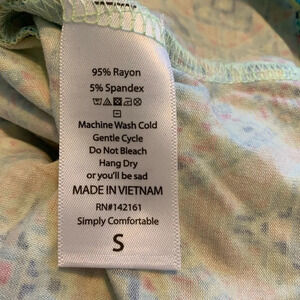 95% Rayon
5% Spandex
Machine Wash Cold
Gentle Cycle
Do Not Bleach
Hang Dry
or you'll be sad
MADE IN VIETNAM
RN#142161
Simply Comfortable
S